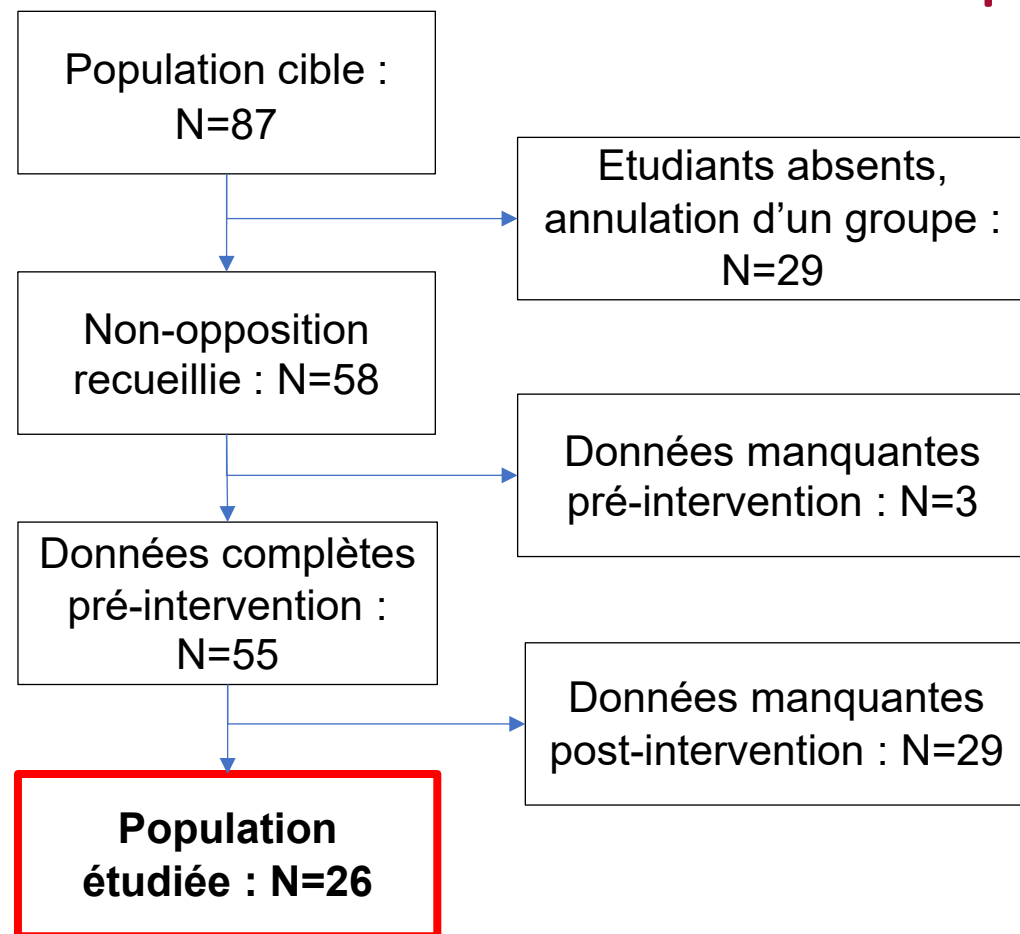 Population cible :
N=87
Etudiants absents,
annulation d’un groupe :
N=29
Non-opposition
recueillie : N=58
Données manquantes
pré-intervention : N=3
Données complètes
pré-intervention :
N=55
Données manquantes
post-intervention : N=29
Population
étudiée : N=26